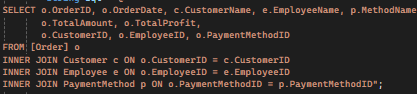 SELECT o.OrderID, o.OrderDate, c.CustomerName, e.EmployeeName, p.MethodName
o.TotalAmount, o.TotalProfit,
o.CustomerID, o.EmployeeID, o.PaymentMethodID
FROM [Order] o
INNER JOIN Customer c ON o.CustomerID = c.CustomerID
INNER JOIN Employee e ON o.EmployeeID = e.EmployeeID
INNER JOIN PaymentMethod p ON o.PaymentMethodID = p.PaymentMethodID";